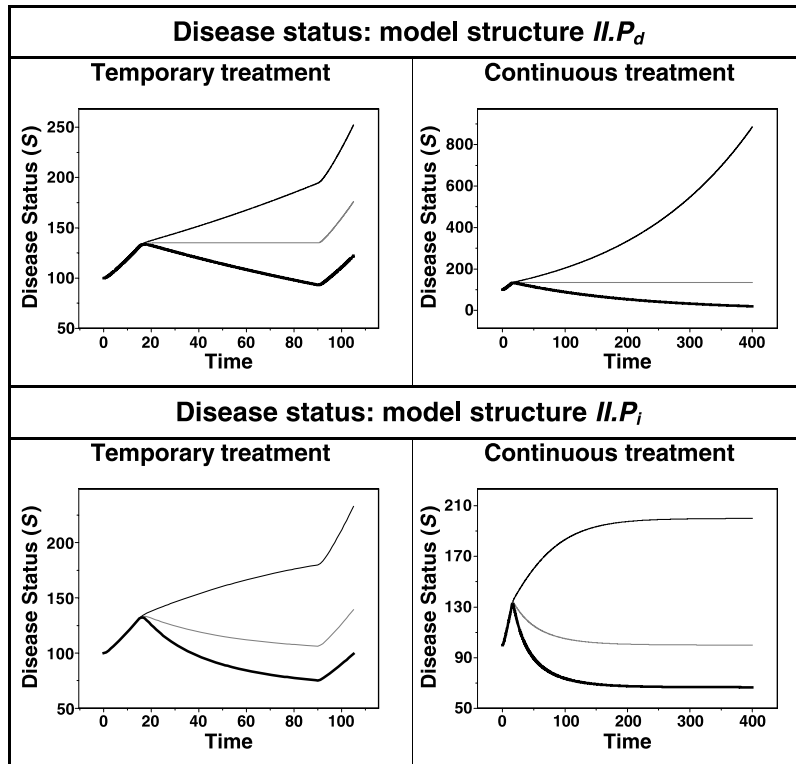 Disease status: model structure II.Pd
Temporary treatment
Continuous treatment
Disease Status (S)
250
200
150
100
50
0
20
40
60
80
100
Time
Disease Status (S)
800
600
400
200
0
0
100
200
300
400
Time
Disease status: model structure II.Pi
Temporary treatment
Continuous treatment
Disease Status (S)
200
150
100
50
0
20
40
60
80
100
Time
Disease Status (S)
210
170
130
90
50
0
100
200
300
400
Time